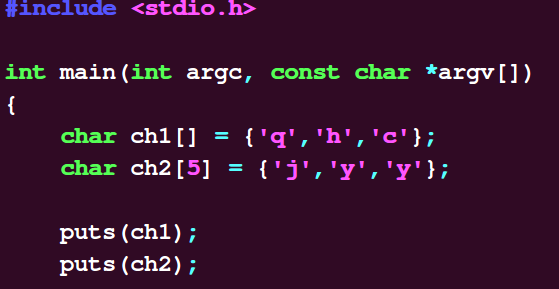 #include <stdio.h>
int main(int argc, const char *argv[])
{
    char ch1[] = {'q','h','c'};
    char ch2[5] = {'j','y','y'};
    puts(ch1);
    puts(ch2);